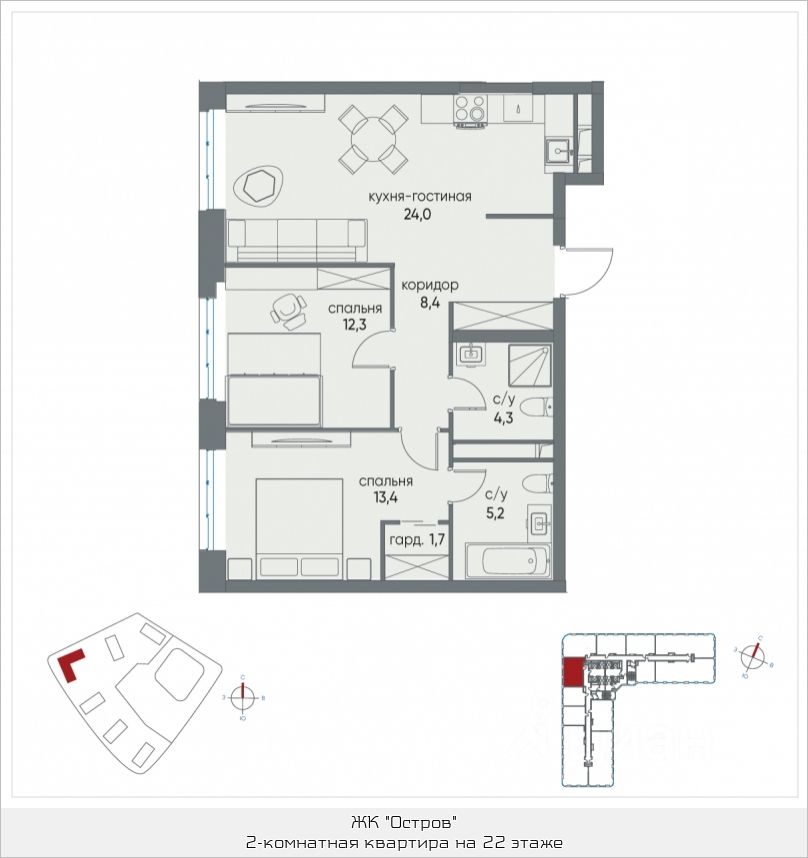 кухня-гостиная
24,0
коридор
8,4
спальня
12,3
с/у
4,3
спальня
13,4
с/у
5,2
гард. 1,7
С
З В
Ю
С
З В
Ю
ЖК "Остров"
2-комнатная квартира на 22 этаже